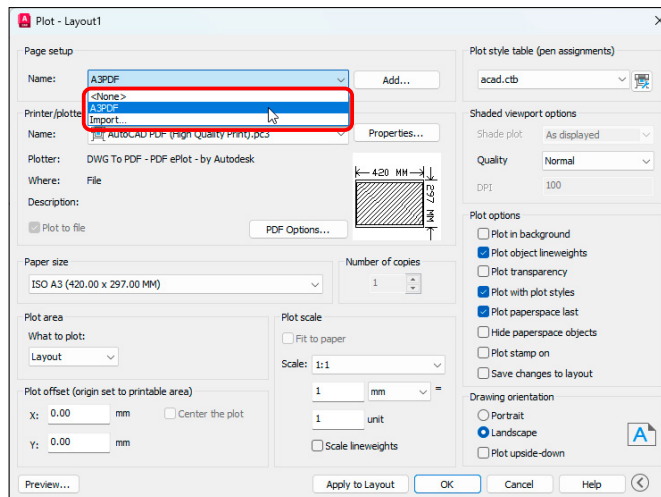 Plot - Layout1
Page setup
Name:
A3PDF
Add...
<None>
A3PDF
Import...
Printer/plotte
Name:
AutoCAD PDF (High Quality Print).pc3
Properties...
Plotter:
DWG To PDF - PDF ePlot - by Autodesk
Where:
File
Description:
Plot to file
PDF Options...
420 MM
297 MM
Paper size
ISO A3 (420.00 x 297.00 MM)
Number of copies
1
Plot area
What to plot:
Layout
Plot offset (origin set to printable area)
X:
0.00
mm
Center the plot
Y:
0.00
mm
Plot scale
Fit to paper
Scale:
1:1
1
mm
=
1
unit
Scale lineweights
Plot style table (pen assignments)
acad.ctb
Shaded viewport options
Shade plot
As displayed
Quality
Normal
DPI
100
Plot options
Plot in background
Plot object lineweights
Plot transparency
Plot with plot styles
Plot paperspace last
Hide paperspace objects
Plot stamp on
Save changes to layout
Drawing orientation
Portrait
Landscape
Plot upside-down
A
Preview...
Apply to Layout
OK
Cancel
Help